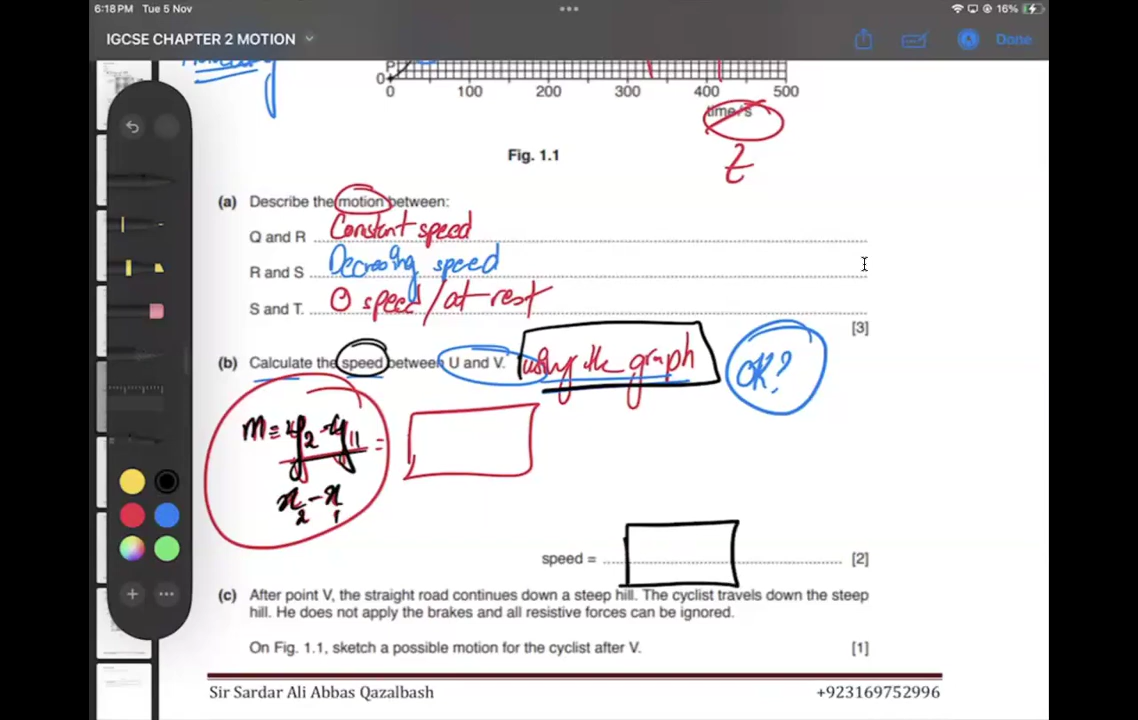 6:18 PM Tue 5 Nov
16%
IGCSE CHAPTER 2 MOTION
Done
P
0
0 100 200 300 400 500
time/s
Fig. 1.1
(a) Describe the motion between:
Q and R Constant speed
R and S Decreasing speed
S and T. 0 speed/at rest
[3]
(b) Calculate the speed between U and V. using the graph OK?
m = y2 - y1 =
x2 - x1
speed = [2]
(c) After point V, the straight road continues down a steep hill. The cyclist travels down the steep
hill. He does not apply the brakes and all resistive forces can be ignored.
On Fig. 1.1, sketch a possible motion for the cyclist after V. [1]
Sir Sardar Ali Abbas Qazalbash +923169752996